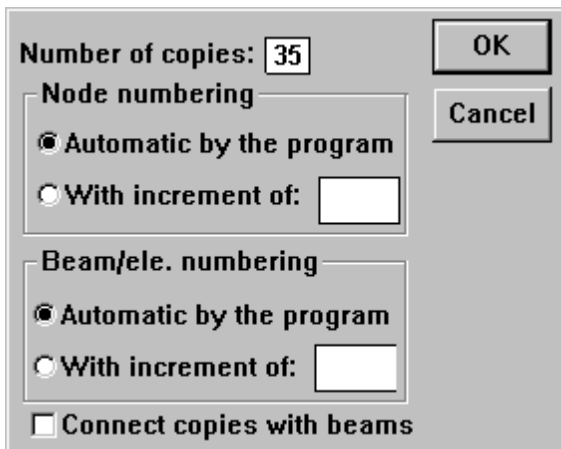 Number of copies: 35
OK
Node numbering
Cancel
Automatic by the program
With increment of:
Beam/ele. numbering
Automatic by the program
With increment of:
Connect copies with beams